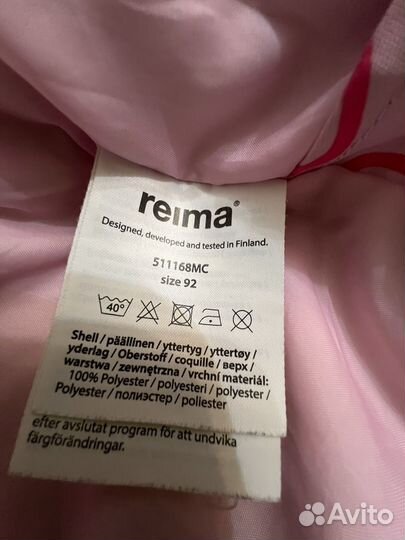 reima®
Designed, developed and tested in Finland.
511168MC
size 92
40°
Shell / päällinen / yttertyg / yttertøy /
yderlag / Oberstoff / coquille / верх /
warstwa / zewnętrzna / vrchní materiál
100% Polyester / polyesteri / polyester /
Polyester / полиэстер / poliester
efter avslutat program för att undvika
färgförändringar.
Avito